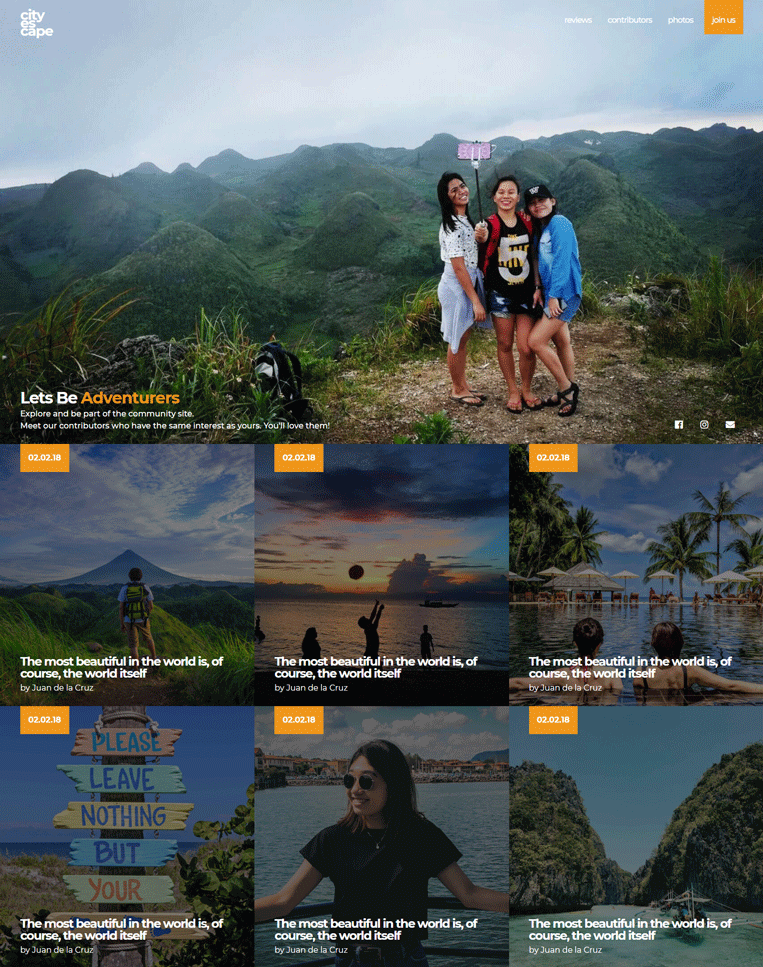 city
es
cape
reviews contributors photos join us
Lets Be Adventurers
Explore and be part of the community site.
Meet our contributors who have the same interest as yours. You'll love them!
02.02.18
The most beautiful in the world is, of
course, the world itself
by Juan de la Cruz
02.02.18
The most beautiful in the world is, of
course, the world itself
by Juan de la Cruz
02.02.18
The most beautiful in the world is, of
course, the world itself
by Juan de la Cruz
02.02.18
PLEASE
LEAVE
NOTHING
BUT
YOUR
The most beautiful in the world is, of
course, the world itself
by Juan de la Cruz
02.02.18
The most beautiful in the world is, of
course, the world itself
by Juan de la Cruz
02.02.18
The most beautiful in the world is, of
course, the world itself
by Juan de la Cruz